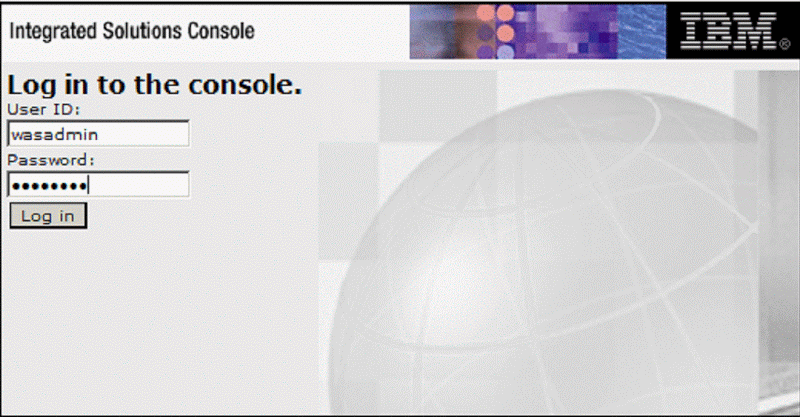 Integrated Solutions Console
IBM®
Log in to the console.
User ID:
wasadmin
Password:
••••••••
Log in